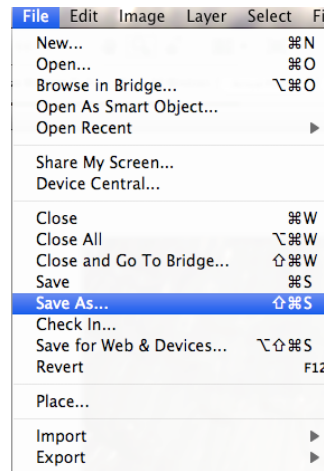 File Edit Image Layer Select Fi
New... ⌘N
Open... ⌘O
Browse in Bridge... ⌥⌘O
Open As Smart Object...
Open Recent ▶
Share My Screen...
Device Central...
Close ⌘W
Close All ⌥⌘W
Close and Go To Bridge... ⇧⌘W
Save ⌘S
Save As... ⇧⌘S
Check In...
Save for Web & Devices... ⌥⇧⌘S
Revert F12
Place...
Import ▶
Export ▶